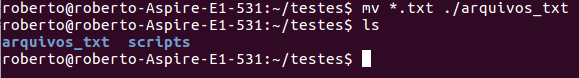 roberto@roberto-Aspire-E1-531:~/testes$ mv *.txt ./arquivos_txt
roberto@roberto-Aspire-E1-531:~/testes$ ls
arquivos_txt  scripts
roberto@roberto-Aspire-E1-531:~/testes$